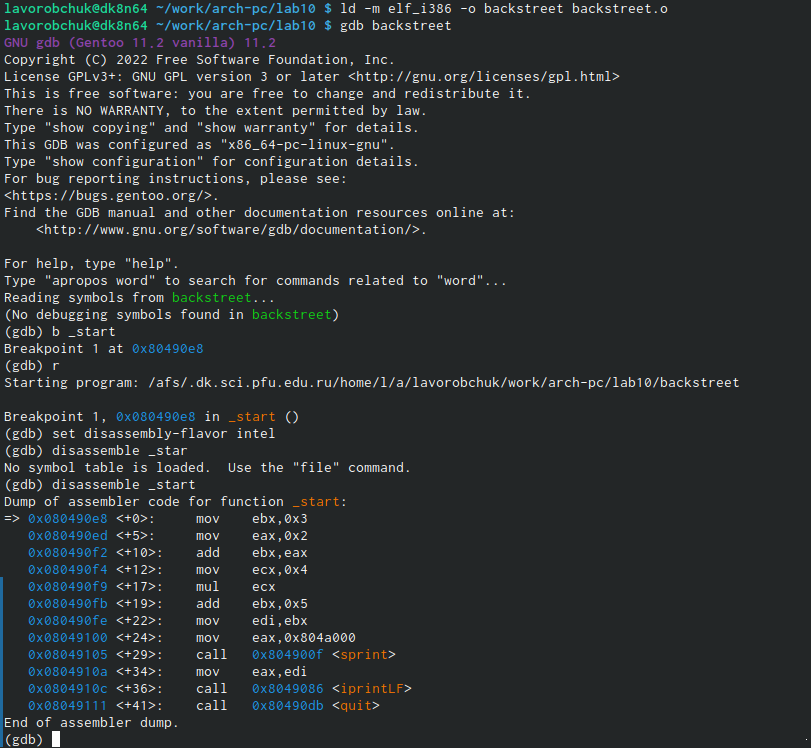 lavorobchuk@dk8n64 ~/work/arch-pc/lab10 $ ld -m elf_i386 -o backstreet backstreet.o
lavorobchuk@dk8n64 ~/work/arch-pc/lab10 $ gdb backstreet
GNU gdb (Gentoo 11.2 vanilla) 11.2
Copyright (C) 2022 Free Software Foundation, Inc.
License GPLv3+: GNU GPL version 3 or later <http://gnu.org/licenses/gpl.html>
This is free software: you are free to change and redistribute it.
There is NO WARRANTY, to the extent permitted by law.
Type "show copying" and "show warranty" for details.
This GDB was configured as "x86_64-pc-linux-gnu".
Type "show configuration" for configuration details.
For bug reporting instructions, please see:
<https://bugs.gentoo.org/>.
Find the GDB manual and other documentation resources online at:
    <http://www.gnu.org/software/gdb/documentation/>.

For help, type "help".
Type "apropos word" to search for commands related to "word"...
Reading symbols from backstreet...
(No debugging symbols found in backstreet)
(gdb) b _start
Breakpoint 1 at 0x80490e8
(gdb) r
Starting program: /afs/.dk.sci.pfu.edu.ru/home/l/a/lavorobchuk/work/arch-pc/lab10/backstreet

Breakpoint 1, 0x080490e8 in _start ()
(gdb) set disassembly-flavor intel
(gdb) disassemble _star
No symbol table is loaded.  Use the "file" command.
(gdb) disassemble _start
Dump of assembler code for function _start:
=> 0x080490e8 <+0>:     mov    ebx,0x3
   0x080490ed <+5>:     mov    eax,0x2
   0x080490f2 <+10>:    add    ebx,eax
   0x080490f4 <+12>:    mov    ecx,0x4
   0x080490f9 <+17>:    mul    ecx
   0x080490fb <+19>:    add    ebx,0x5
   0x080490fe <+22>:    mov    edi,ebx
   0x08049100 <+24>:    mov    eax,0x804a000
   0x08049105 <+29>:    call   0x804900f <sprint>
   0x0804910a <+34>:    mov    eax,edi
   0x0804910c <+36>:    call   0x8049086 <iprintLF>
   0x08049111 <+41>:    call   0x80490db <quit>
End of assembler dump.
(gdb)